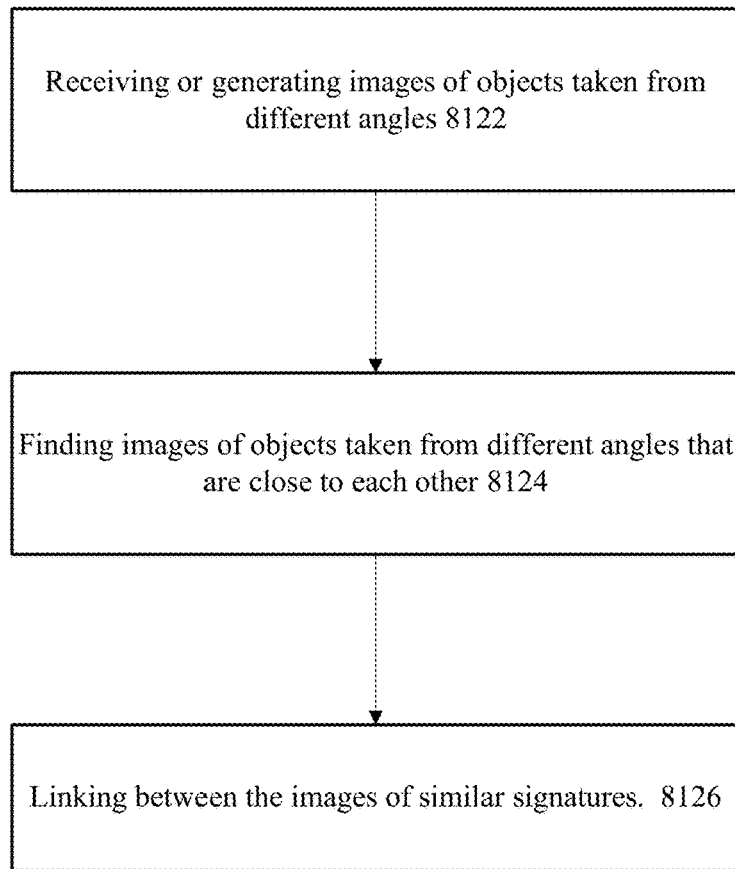 Receiving or generating images of objects taken from
different angles 8122
Finding images of objects taken from different angles that
are close to each other 8124
Linking between the images of similar signatures. 8126